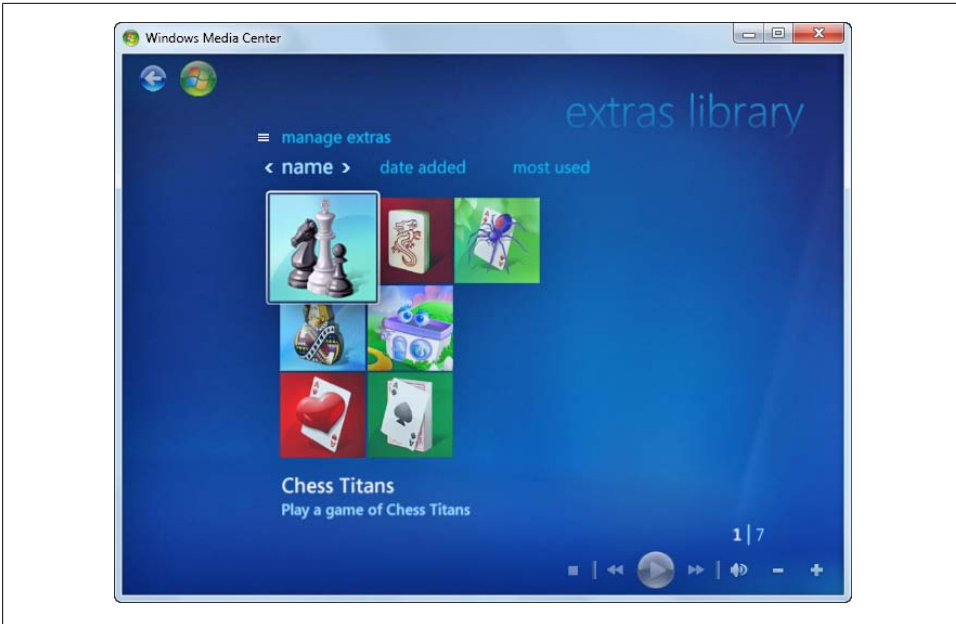 Windows Media Center
extras library
manage extras
< name > date added most used
Chess Titans
Play a game of Chess Titans
1 | 7